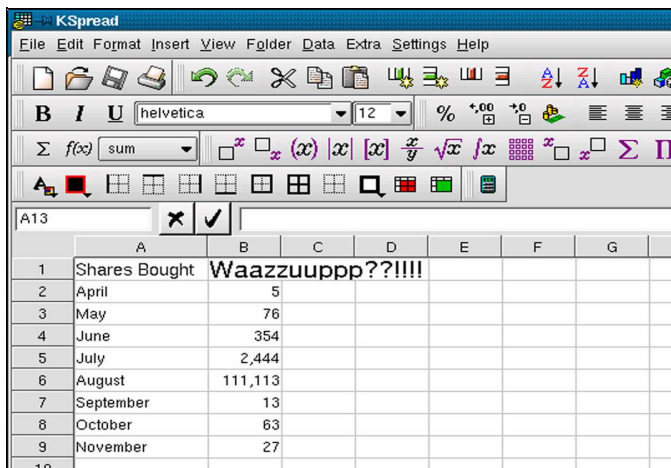 KSpread
File Edit Format Insert View Folder Data Extra Settings Help
B I U helvetica 12 % +,00 +,0
Σ f(x) sum □x □x (x) |x| [x] x/y √x ∫x x□ x□ Σ Π
A
A13
A B C D E F G
1 Shares Bought Waazzuuppp??!!!!
2 April 5
3 May 76
4 June 354
5 July 2,444
6 August 111,113
7 September 13
8 October 63
9 November 27